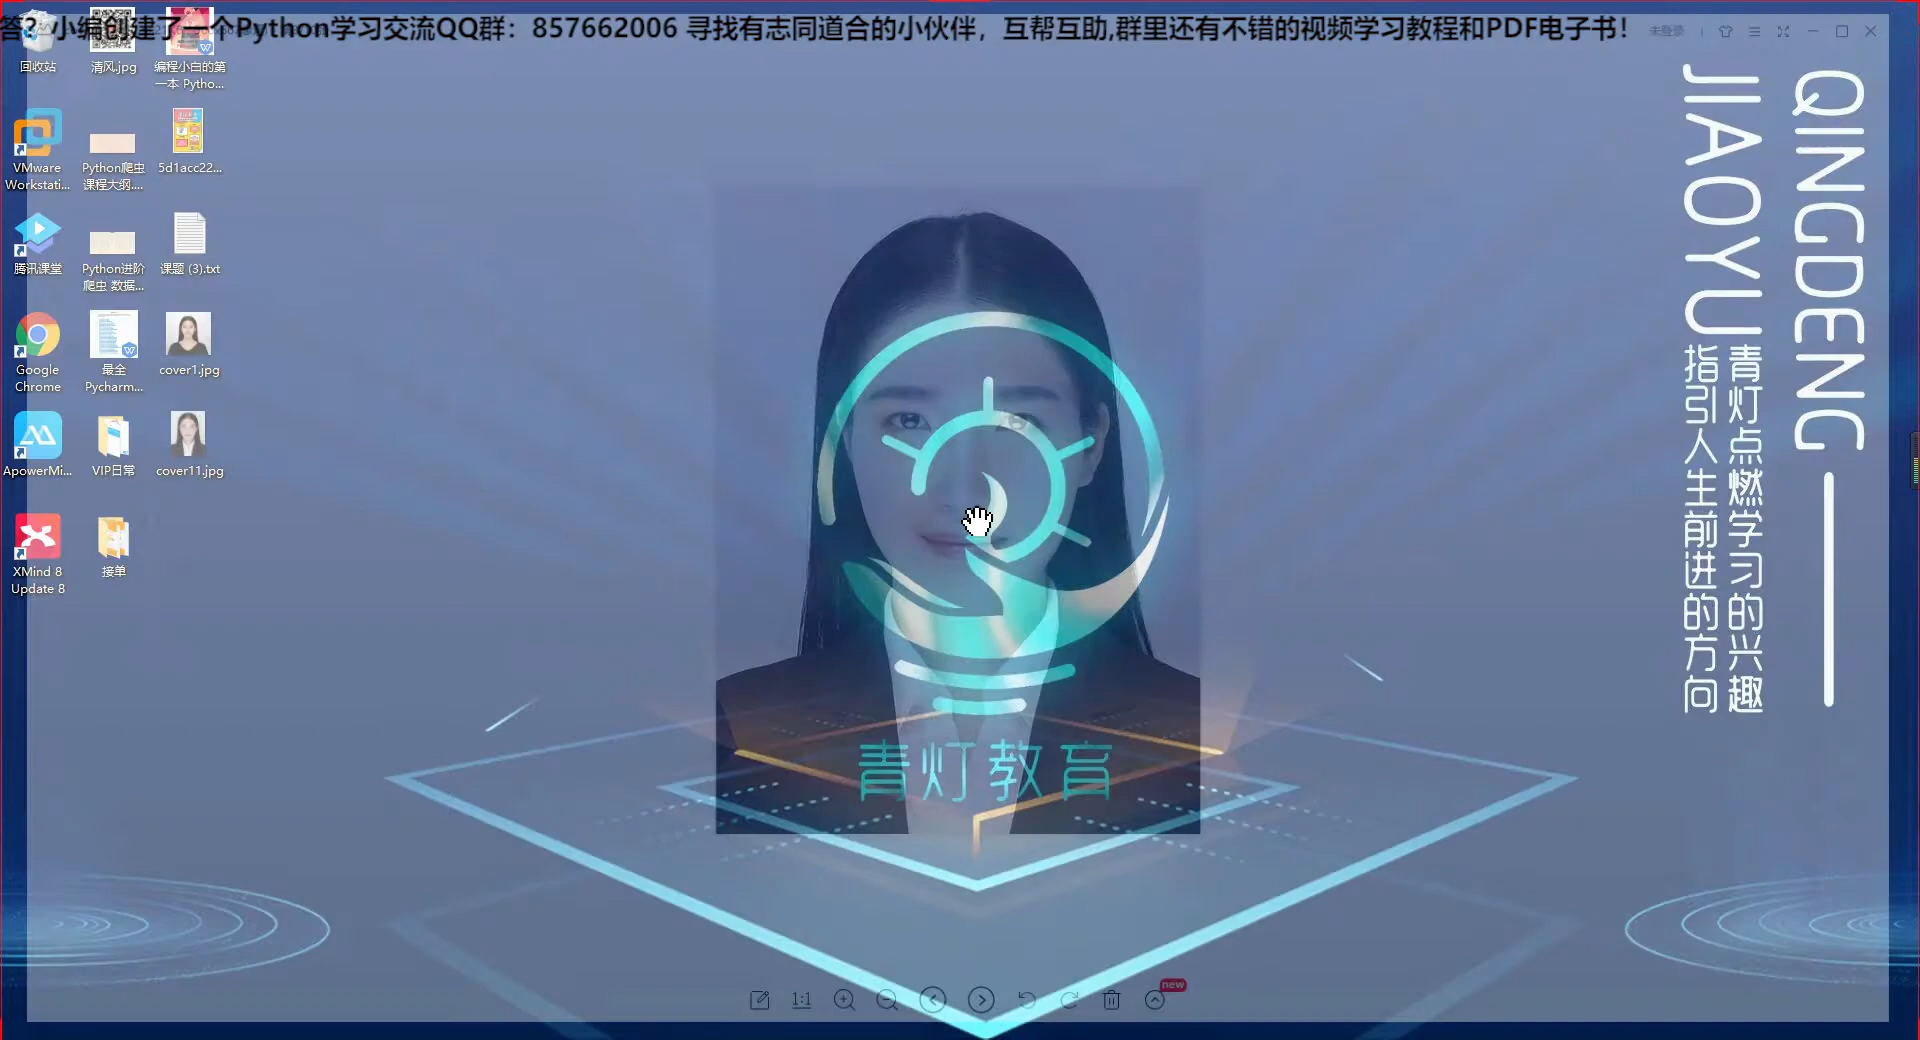 答？小编创建了一个Python学习交流QQ群：857662006 寻找有志同道合的小伙伴，互帮互助,群里还有不错的视频学习教程和PDF电子书！
未登录
回收站
清风.jpg
编程小白的第
一本 Pytho...
VMware
Workstati...
Python爬虫
课程大纲....
5d1acc22...
腾讯课堂
Python进阶
爬虫 数据...
课题 (3).txt
Google
Chrome
最全
Pycharm...
cover1.jpg
ApowerMi...
VIP日常
cover11.jpg
XMind 8
Update 8
接单
QINGDENG
JIAOYU
青灯点燃学习的兴趣
指引人生前进的方向
青灯教育
1:1
new